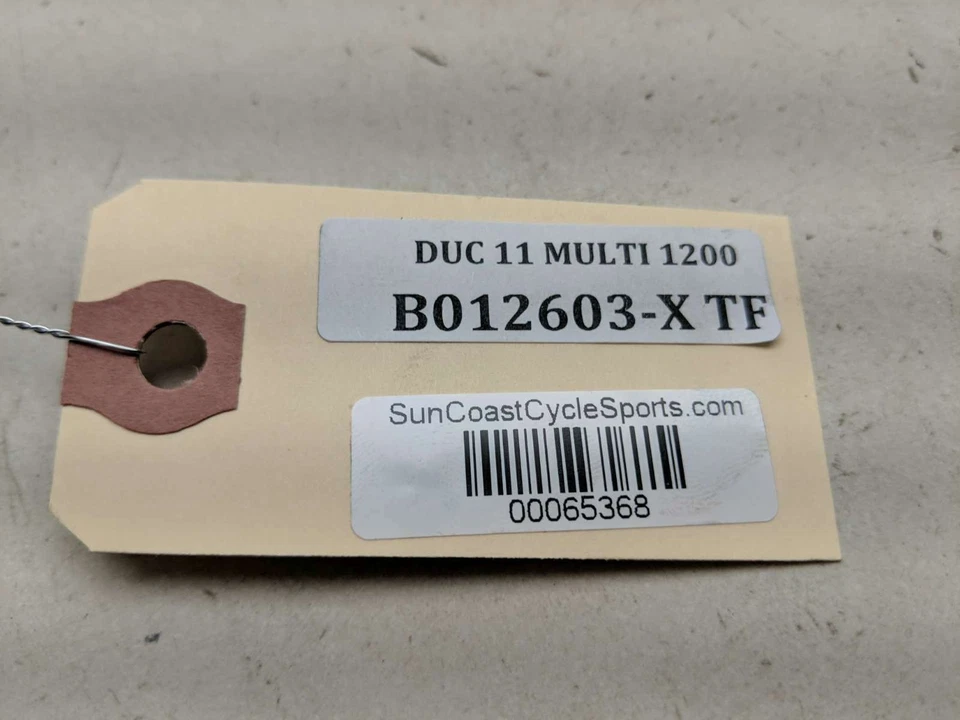 DUC 11 MULTI 1200
B012603-X TF
SunCoastCycleSports.com
00065368